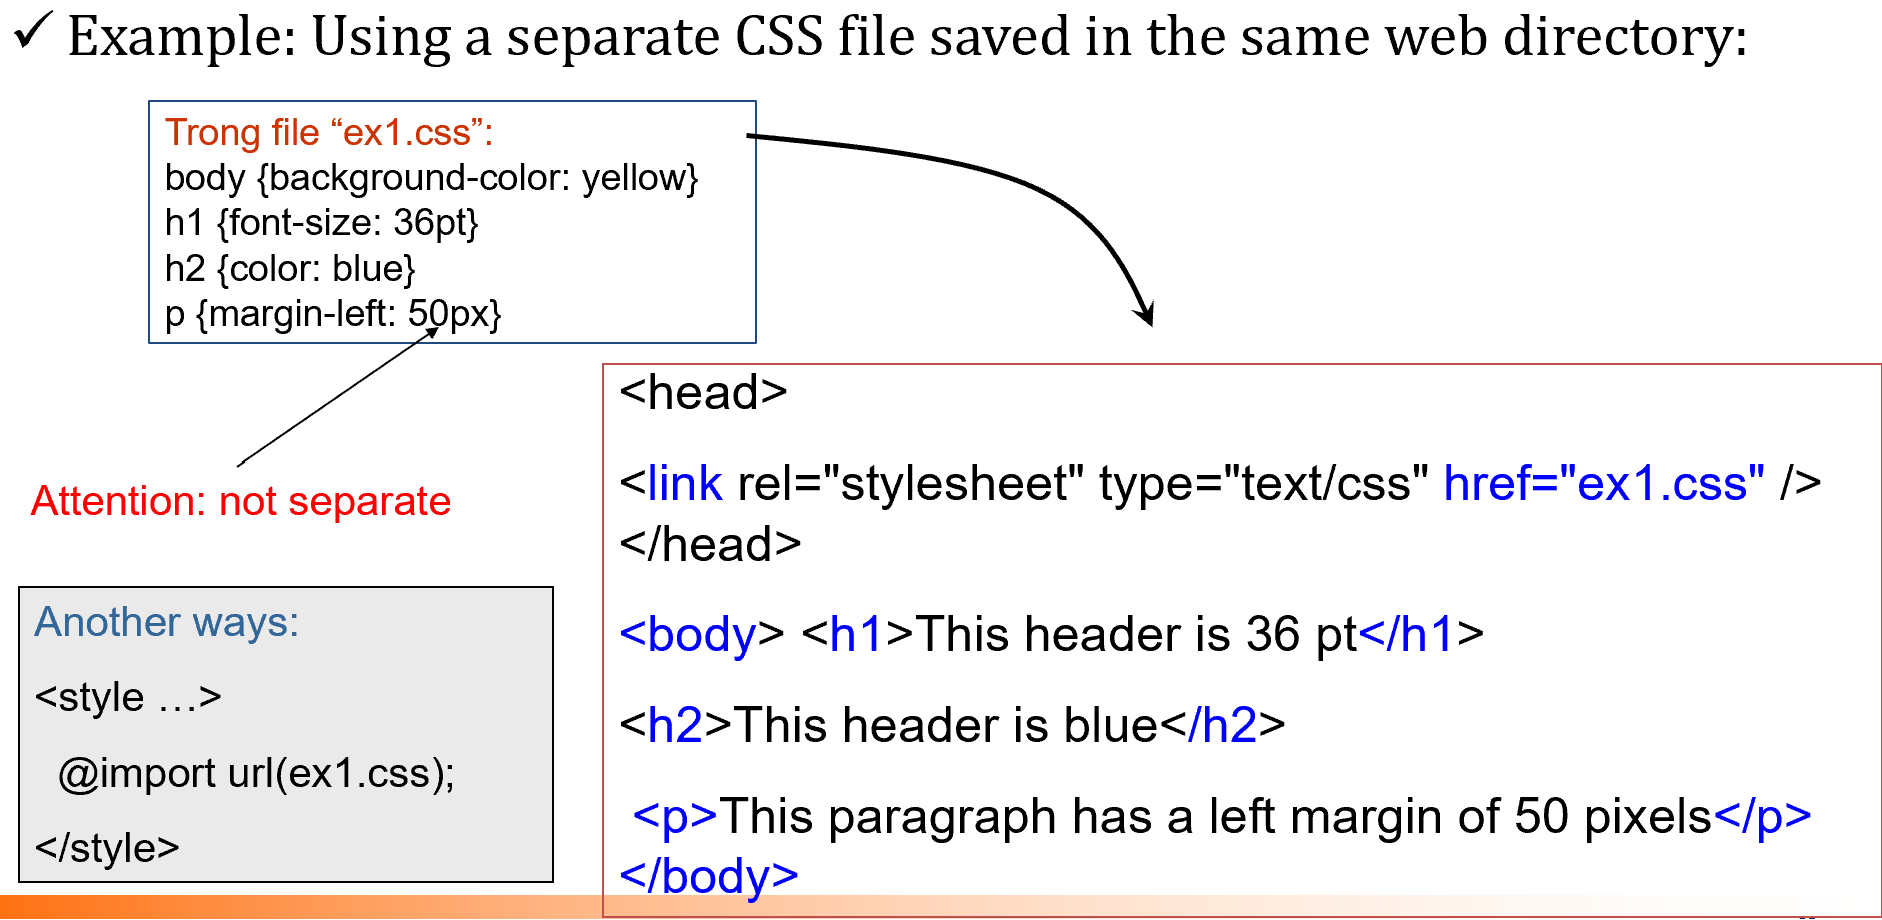 ✓ Example: Using a separate CSS file saved in the same web directory:
Trong file “ex1.css”:
body {background-color: yellow}
h1 {font-size: 36pt}
h2 {color: blue}
p {margin-left: 50px}
Attention: not separate
Another ways:
<style …>
@import url(ex1.css);
</style>
<head>
<link rel="stylesheet" type="text/css" href="ex1.css" />
</head>
<body> <h1>This header is 36 pt</h1>
<h2>This header is blue</h2>
<p>This paragraph has a left margin of 50 pixels</p>
</body>